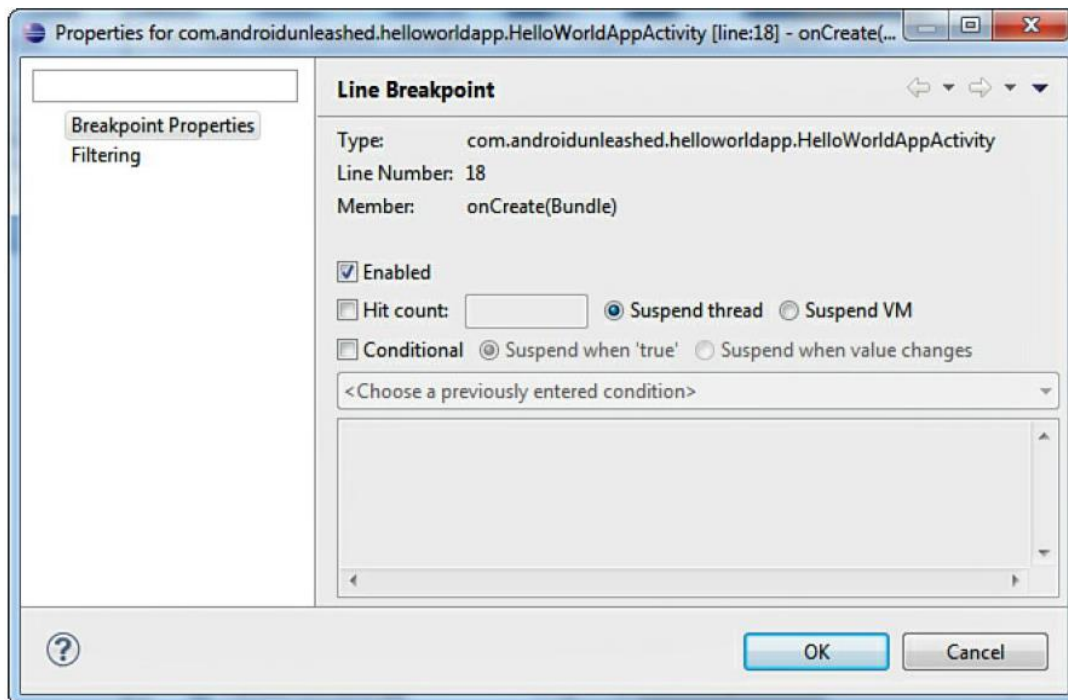 Properties for com.androidunleashed.helloworldapp.HelloWorldAppActivity [line:18] - onCreate(...
Breakpoint Properties
Filtering
Line Breakpoint
Type: com.androidunleashed.helloworldapp.HelloWorldAppActivity
Line Number: 18
Member: onCreate(Bundle)
Enabled
Hit count: Suspend thread Suspend VM
Conditional Suspend when 'true' Suspend when value changes
<Choose a previously entered condition>
?
OK Cancel